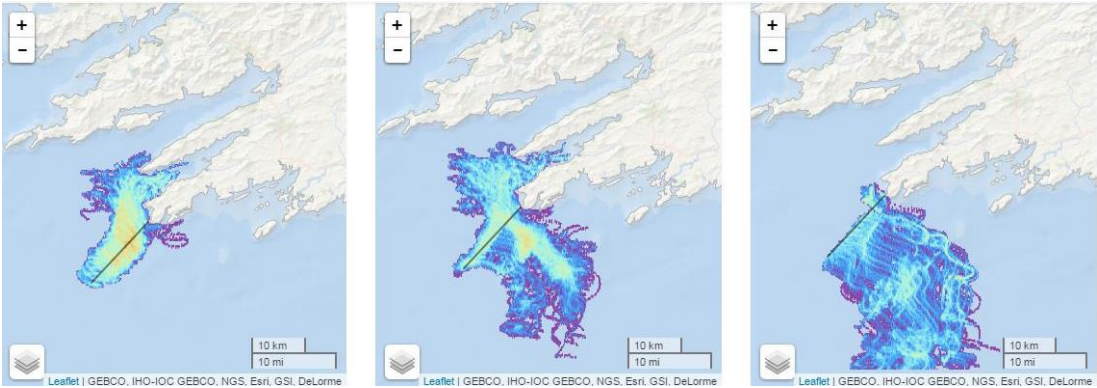 +
−
+
−
+
−
10 km
10 mi
10 km
10 mi
10 km
10 mi
Leaflet | GEBCO, IHO-IOC GEBCO, NGS, Esri, GSI, DeLorme
Leaflet | GEBCO, IHO-IOC GEBCO, NGS, Esri, GSI, DeLorme
Leaflet | GEBCO, IHO-IOC GEBCO, NGS, Esri, GSI, DeLorme